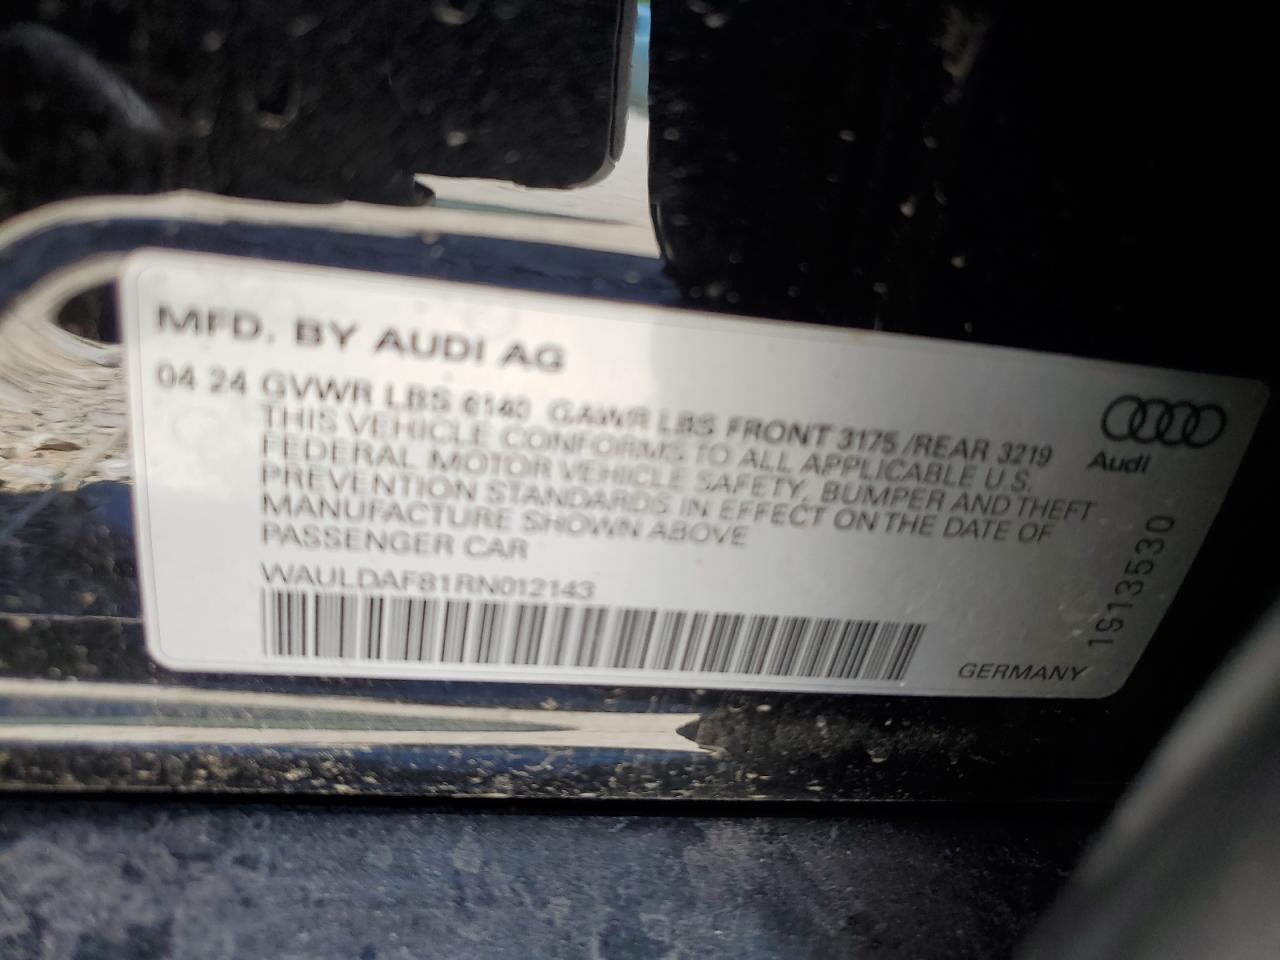 MFD. BY AUDI AG
04 24 GVWR LBS 6140 GAWR LBS FRONT 3175 /REAR 3219
THIS VEHICLE CONFORMS TO ALL APPLICABLE U.S.
FEDERAL MOTOR VEHICLE SAFETY, BUMPER AND THEFT
PREVENTION STANDARDS IN EFFECT ON THE DATE OF
MANUFACTURE SHOWN ABOVE
PASSENGER CAR
WAULDAF81RN012143
Audi
1913530
GERMANY